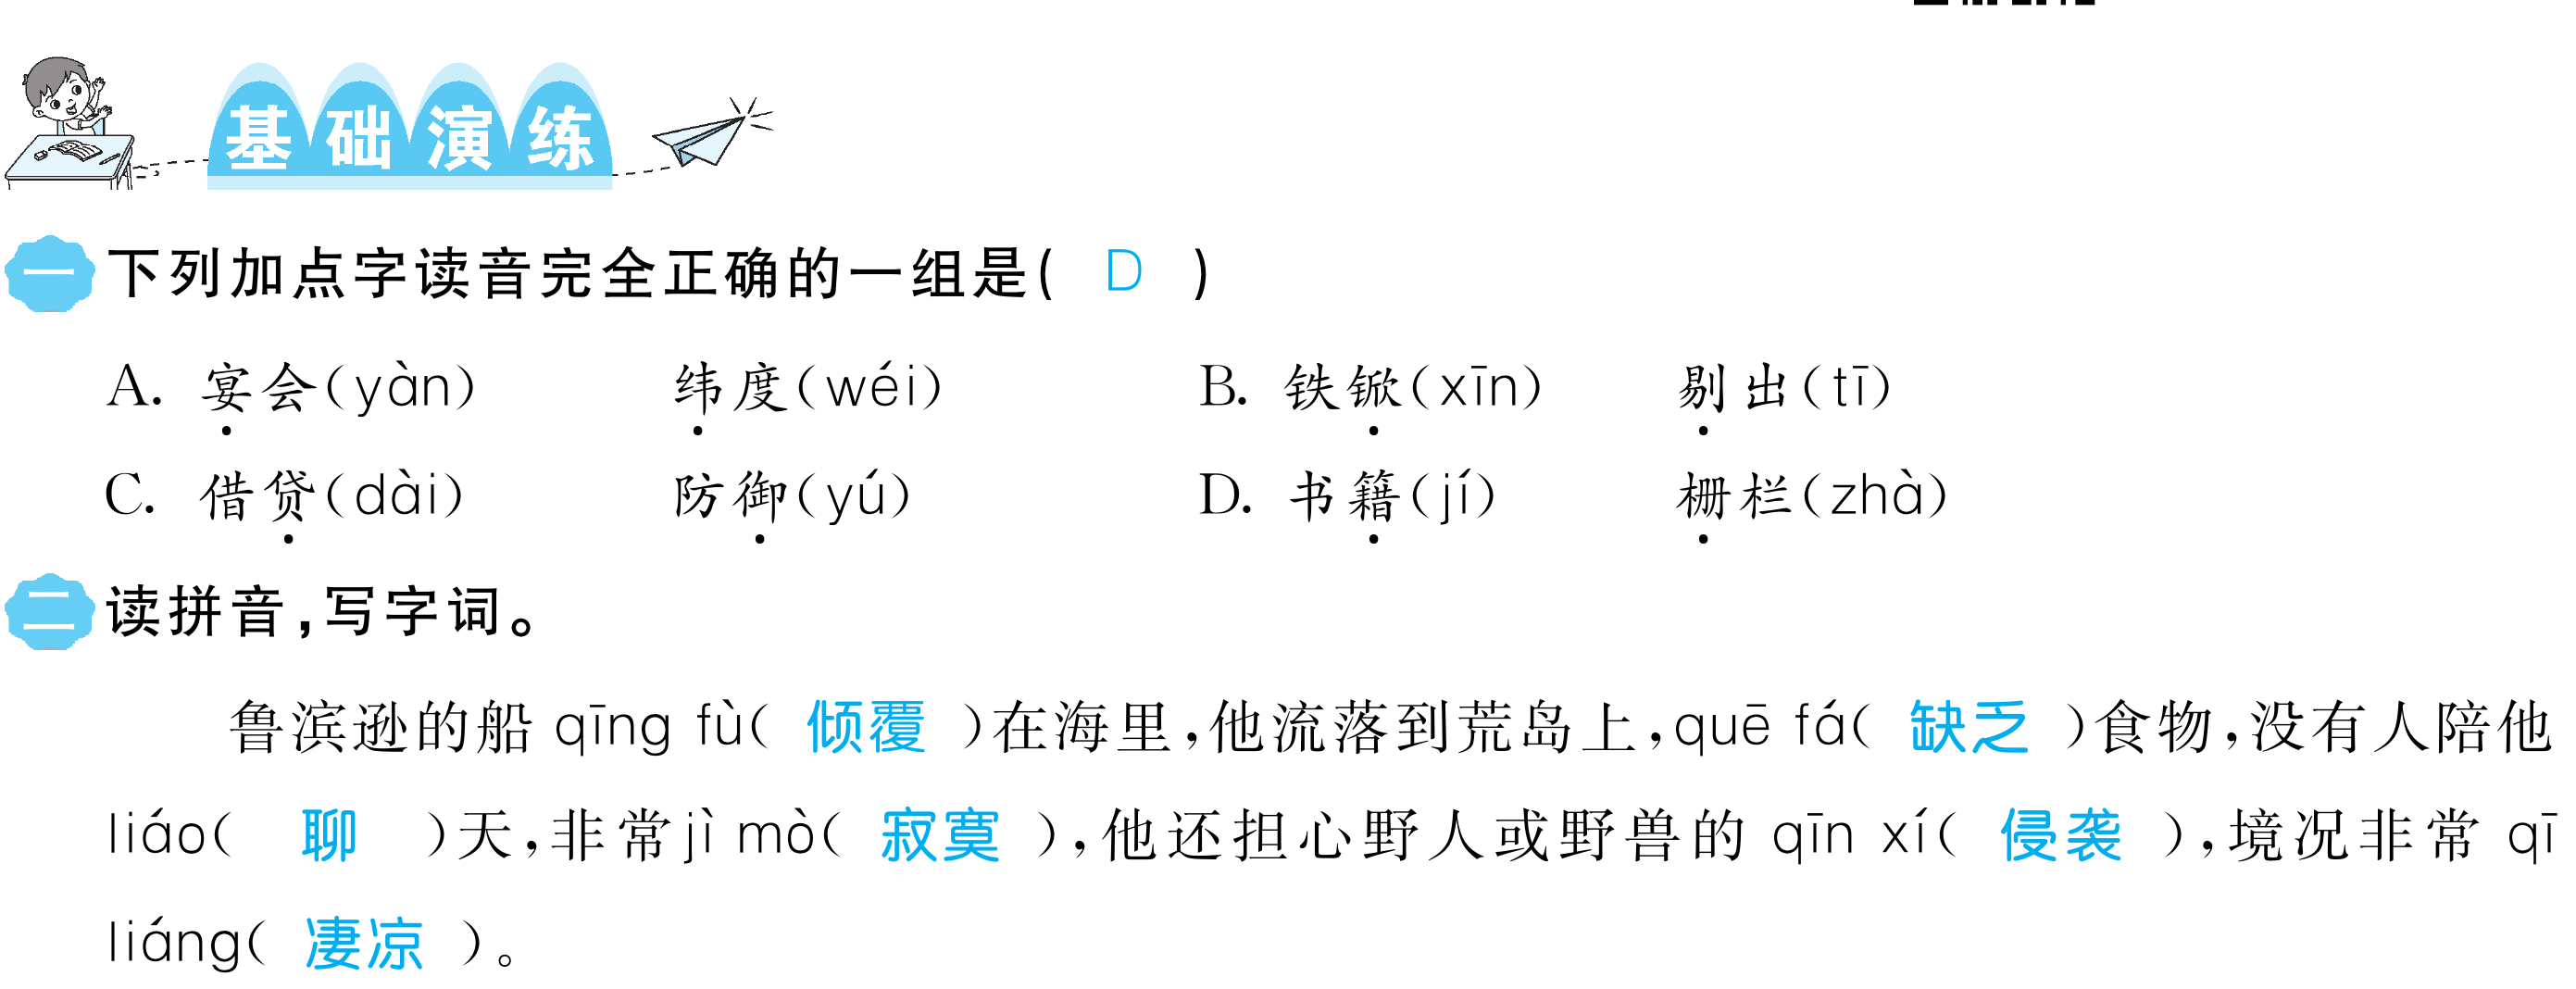 基础演练
一 下列加点字读音完全正确的一组是( D )
A. 宴会(yàn) 纬度(wéi) B. 铁锨(xīn) 剔出(tī)
C. 借贷(dài) 防御(yú) D. 书籍(jí) 栅栏(zhà)
二 读拼音,写字词。
鲁滨逊的船 qīng fù( 倾覆 )在海里,他流落到荒岛上,quē fá( 缺乏 )食物,没有人陪他
liáo( 聊 )天,非常jì mò( 寂寞 ),他还担心野人或野兽的 qīn xí( 侵袭 ),境况非常 qī
liáng( 凄凉 )。